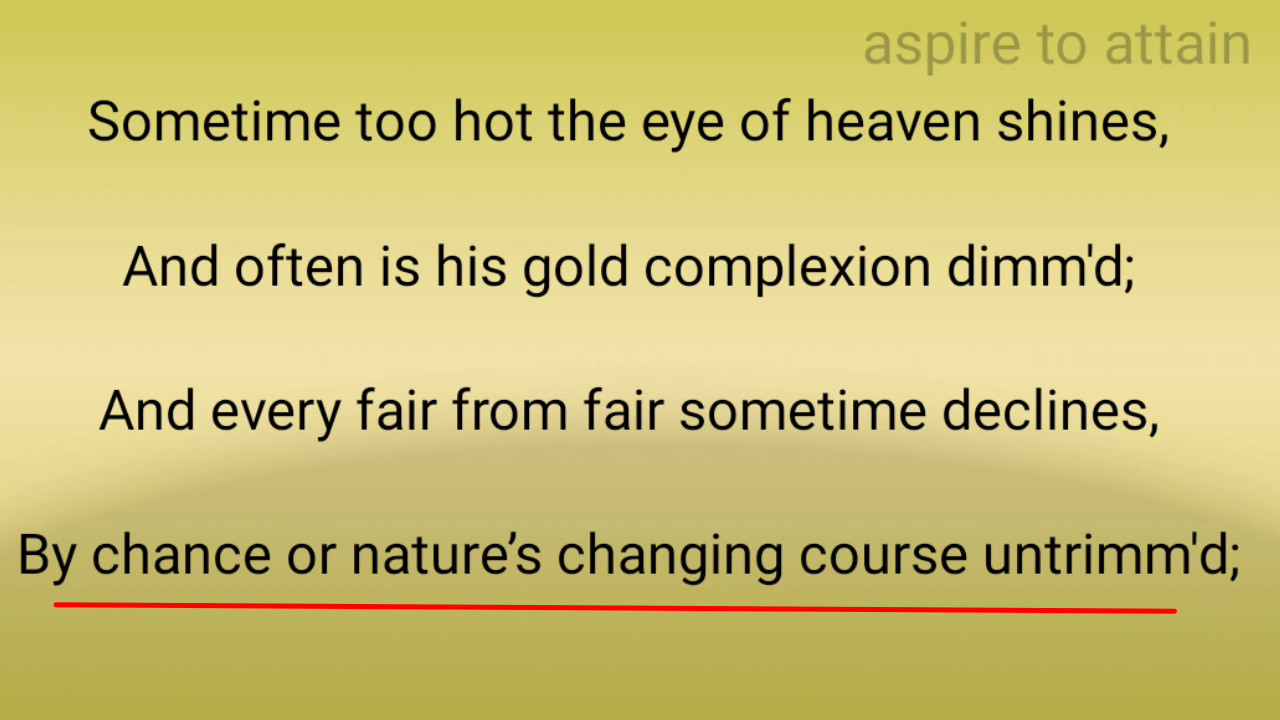 aspire to attain
Sometime too hot the eye of heaven shines,
And often is his gold complexion dimm'd;
And every fair from fair sometime declines,
By chance or nature’s changing course untrimm'd;